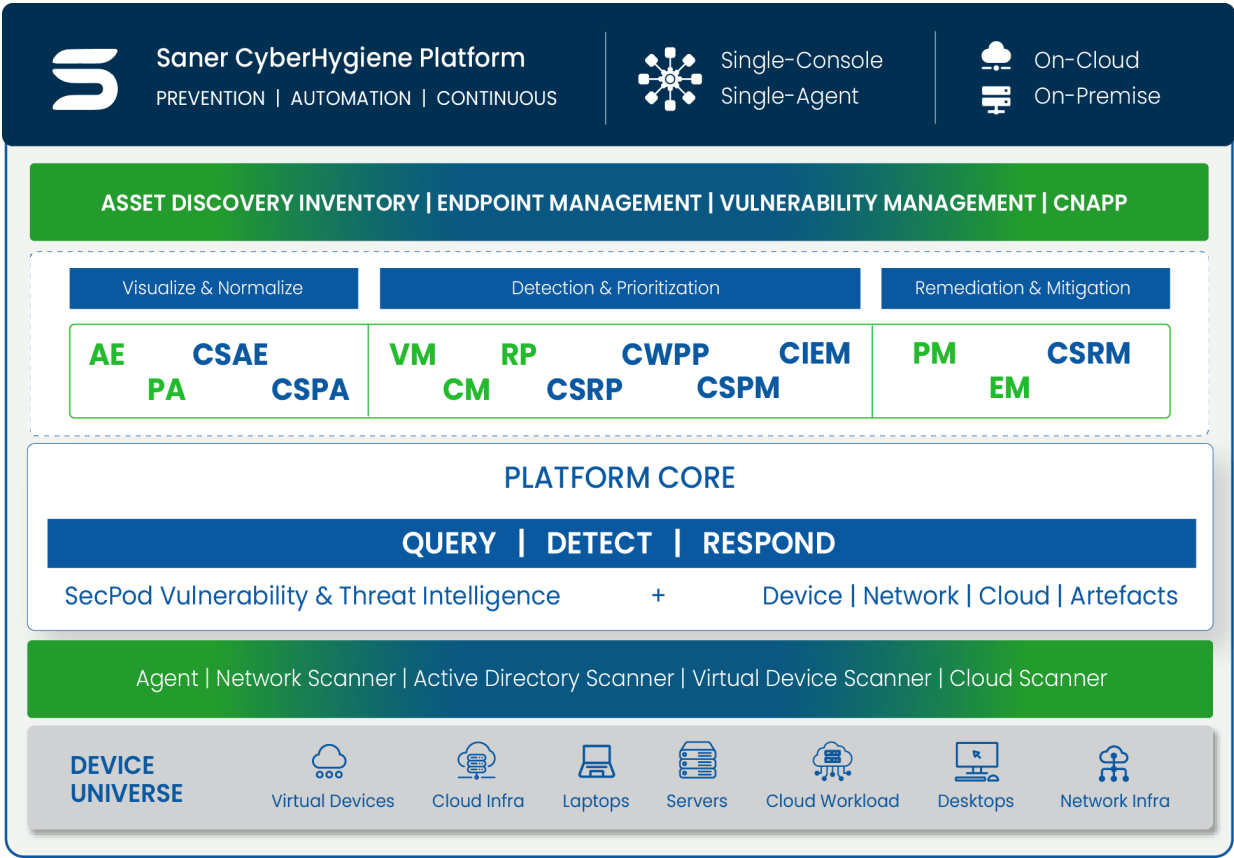 Saner CyberHygiene Platform
PREVENTION | AUTOMATION | CONTINUOUS
Single-Console
Single-Agent
On-Cloud
On-Premise
ASSET DISCOVERY INVENTORY | ENDPOINT MANAGEMENT | VULNERABILITY MANAGEMENT | CNAPP
Visualize & Normalize
Detection & Prioritization
Remediation & Mitigation
AE CSAE
PA CSPA
VM RP CWPP CIEM
CM CSRP CSPM
PM CSRM
EM
PLATFORM CORE
QUERY | DETECT | RESPOND
SecPod Vulnerability & Threat Intelligence + Device | Network | Cloud | Artefacts
Agent | Network Scanner | Active Directory Scanner | Virtual Device Scanner | Cloud Scanner
DEVICE
UNIVERSE
Virtual Devices
Cloud Infra
Laptops
Servers
Cloud Workload
Desktops
Network Infra